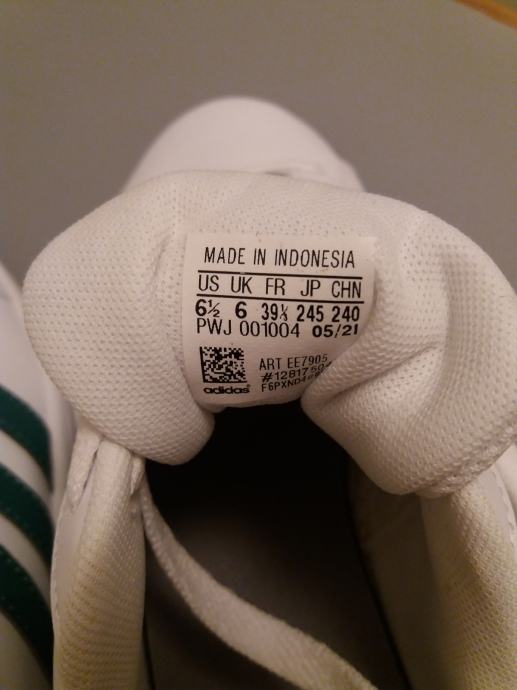 MADE IN INDONESIA
US UK FR JP CHN
6½ 6 39⅓ 245 240
PWJ 001004 05/21
ART EE7905
adidas